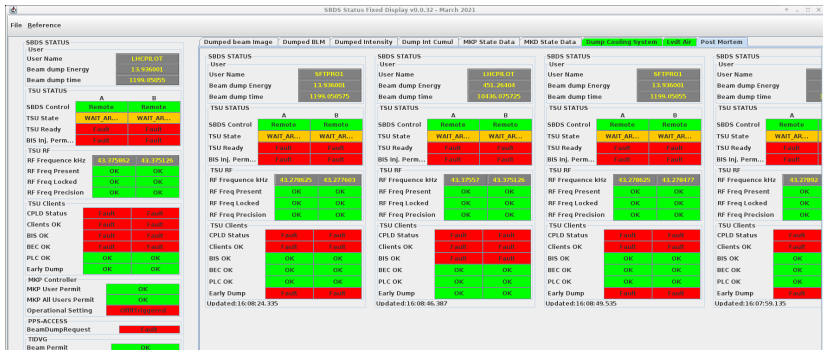 SBDS Status Fixed Display v0.0.32 - March 2021
File Reference
SBDS STATUS
User
User Name LHCPILOT
Beam dump Energy 13.936001
Beam dump time 1199.05055
TSU STATUS
A B
SBDS Control Remote Remote
TSU State WAIT_AR... WAIT_AR...
TSU Ready Fault Fault
BIS Inj. Perm... Fault Fault
TSU RF
RF Frequence kHz 43.375862 43.375126
RF Freq Present OK OK
RF Freq Locked OK OK
RF Freq Precision OK OK
TSU Clients
CPLD Status Fault Fault
Clients OK Fault Fault
BIS OK Fault Fault
BEC OK Fault Fault
PLC OK OK OK
Early Dump OK OK
MKP Controller
MKP User Permit OK
MKP All Users Permit OK
Operational Setting
PPS-ACCESS
BeamDumpRequest Fault
TIDVG
Beam Permit OK
Dumped beam Image Dumped BLM Dumped Intensity Dump Int Cumul MKP State Data MKD State Data Dump Cooling System Lvdt Air Post Mortem
SBDS STATUS
User
User Name SFTPRO1
Beam dump Energy 13.936001
Beam dump time 1199.050575
TSU STATUS
A B
SBDS Control Remote Remote
TSU State WAIT_AR... WAIT_AR...
TSU Ready Fault Fault
BIS Inj. Perm... Fault Fault
TSU RF
RF Frequence kHz 43.278625 43.277603
RF Freq Present OK OK
RF Freq Locked OK OK
RF Freq Precision OK OK
TSU Clients
CPLD Status Fault Fault
Clients OK Fault Fault
BIS OK OK OK
BEC OK OK OK
PLC OK OK OK
Early Dump Fault Fault
Updated:16:08:24.335
SBDS STATUS
User
User Name LHCPILOT
Beam dump Energy 451.26404
Beam dump time 10436.075725
TSU STATUS
A B
SBDS Control Remote Remote
TSU State WAIT_AR... WAIT_AR...
TSU Ready Fault Fault
BIS Inj. Perm... Fault Fault
TSU RF
RF Frequence kHz 43.37557 43.375126
RF Freq Present OK OK
RF Freq Locked OK OK
RF Freq Precision OK OK
TSU Clients
CPLD Status Fault Fault
Clients OK Fault Fault
BIS OK Fault Fault
BEC OK OK OK
PLC OK OK OK
Early Dump OK OK
Updated:16:08:46.387
SBDS STATUS
User
User Name SFTPRO1
Beam dump Energy 13.936001
Beam dump time 1199.05055
TSU STATUS
A B
SBDS Control Remote Remote
TSU State WAIT_AR... WAIT_AR...
TSU Ready Fault Fault
BIS Inj. Perm... Fault Fault
TSU RF
RF Frequence kHz 43.278625 43.278477
RF Freq Present OK OK
RF Freq Locked OK OK
RF Freq Precision OK OK
TSU Clients
CPLD Status Fault Fault
Clients OK Fault Fault
BIS OK OK OK
BEC OK OK OK
PLC OK OK OK
Early Dump Fault Fault
Updated:16:08:49.535
SBDS STATUS
User
User Name
Beam dump Energy
Beam dump time
TSU STATUS
A
SBDS Control Remote
TSU State WAIT_AR...
TSU Ready Fault
BIS Inj. Perm... Fault
TSU RF
RF Frequence kHz 43.27892
RF Freq Present OK
RF Freq Locked OK
RF Freq Precision OK
TSU Clients
CPLD Status Fault
Clients OK Fault
BIS OK OK
BEC OK OK
PLC OK OK
Early Dump Fault
Updated:16:07:59.135